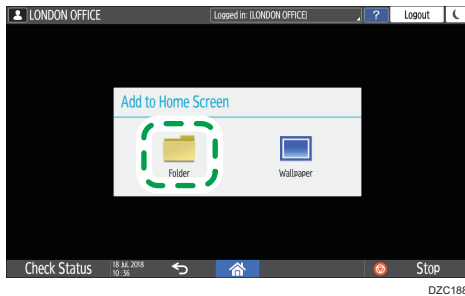 LONDON OFFICE Logged in: [LONDON OFFICE] ? Logout
Add to Home Screen
Folder Wallpaper
Check Status 18 Jul. 2018 10:36 Stop
DZC188